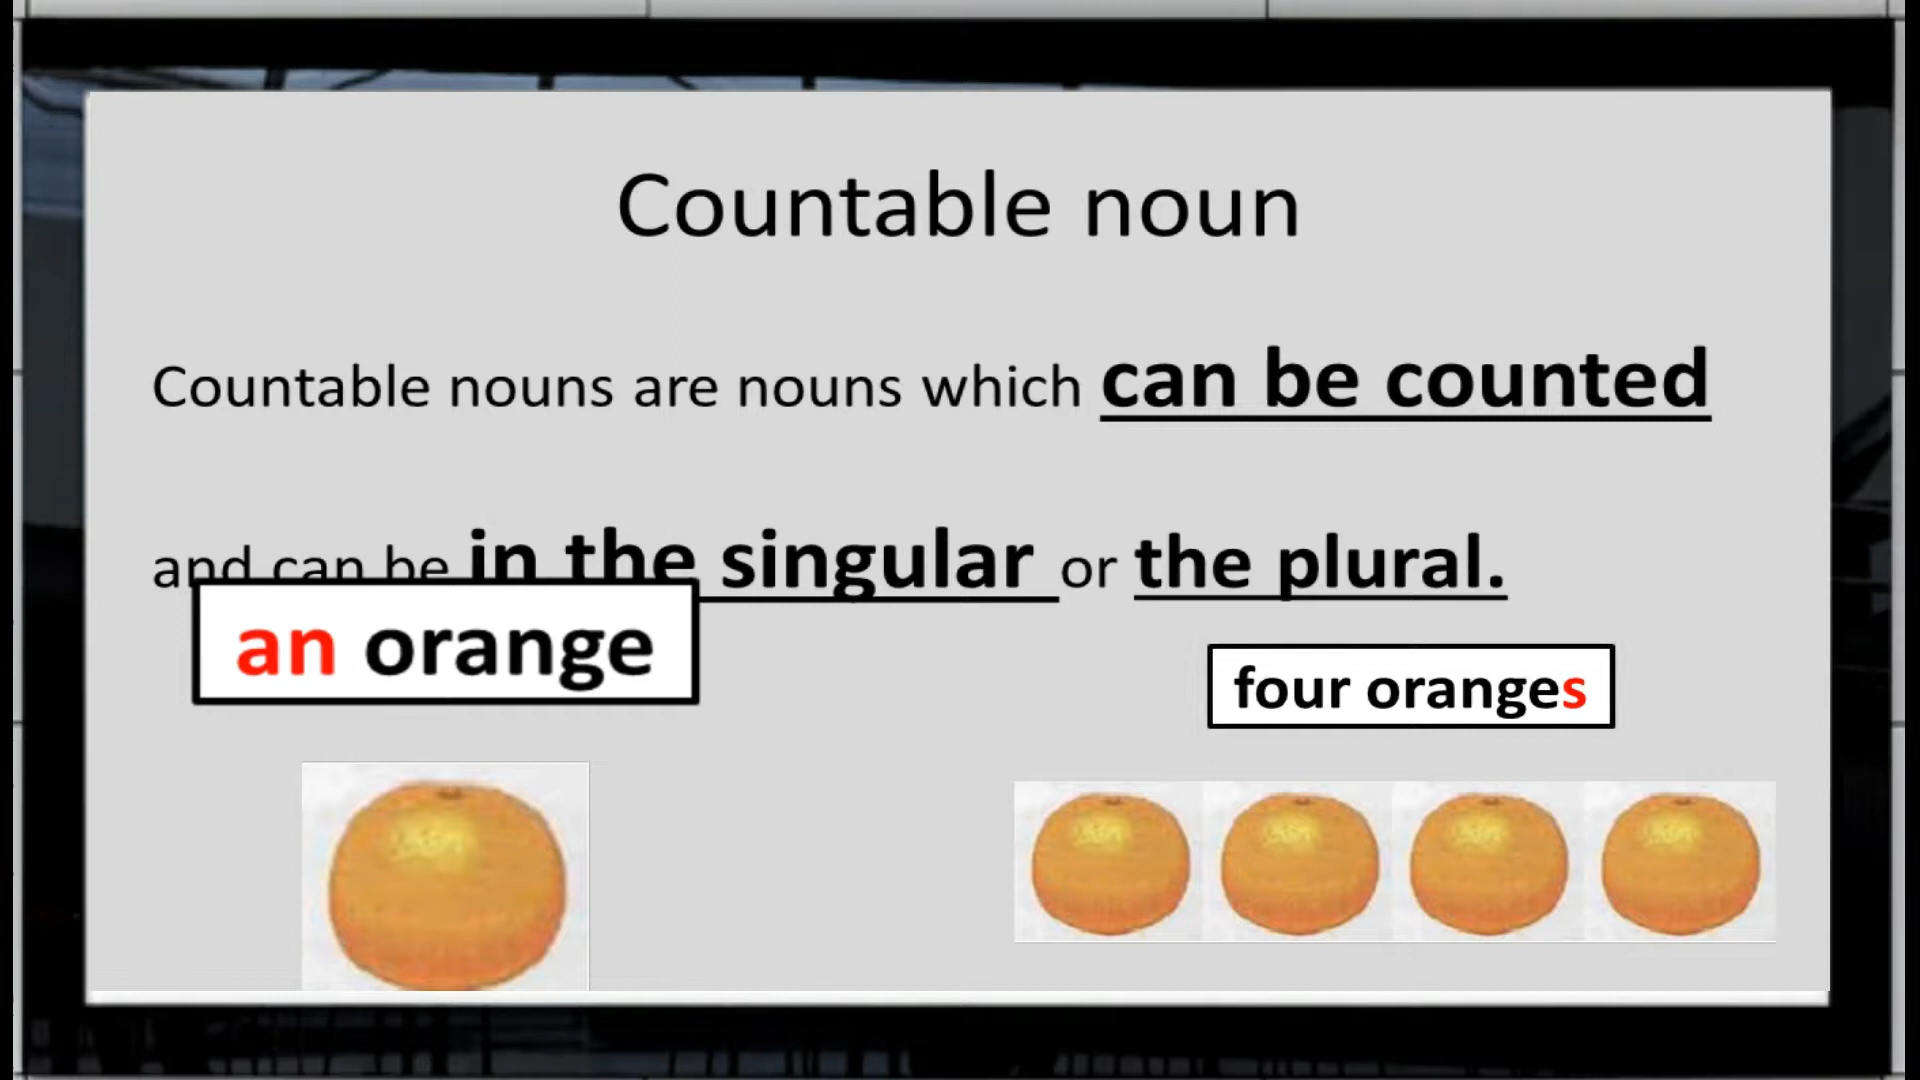 Countable noun
Countable nouns are nouns which can be counted
and can be in the singular or the plural.
an orange
four oranges